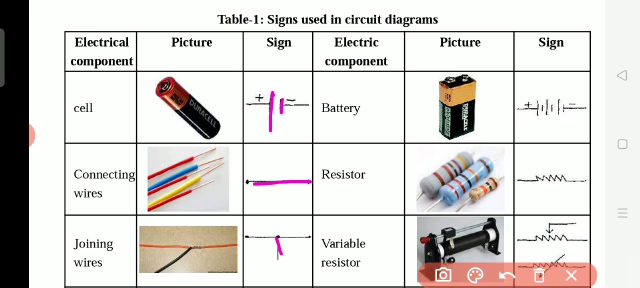 Table-1: Signs used in circuit diagrams
Electrical component Picture Sign Electric component Picture Sign
cell DURACELL + - Battery DURACELL + -
Connecting wires Resistor
Joining wires Variable resistor